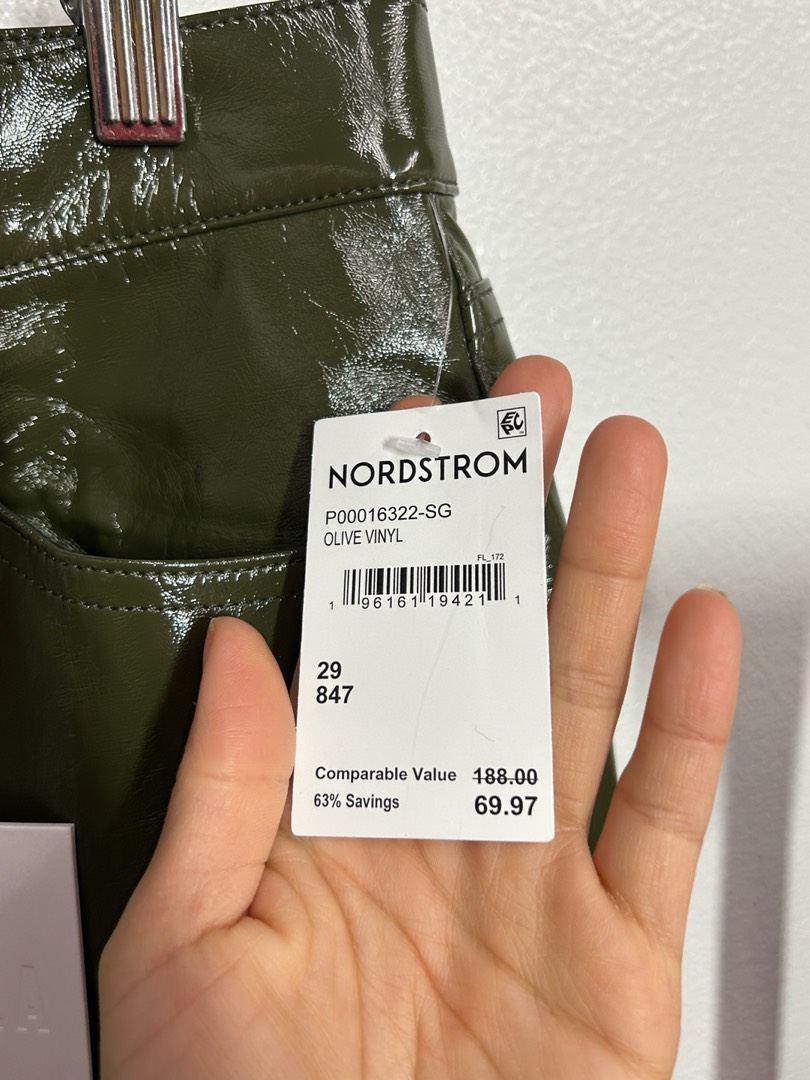 EPC
NORDSTROM
P00016322-SG
OLIVE VINYL
FL_172
1 96161 19421 1
29
847
Comparable Value 188.00
63% Savings 69.97